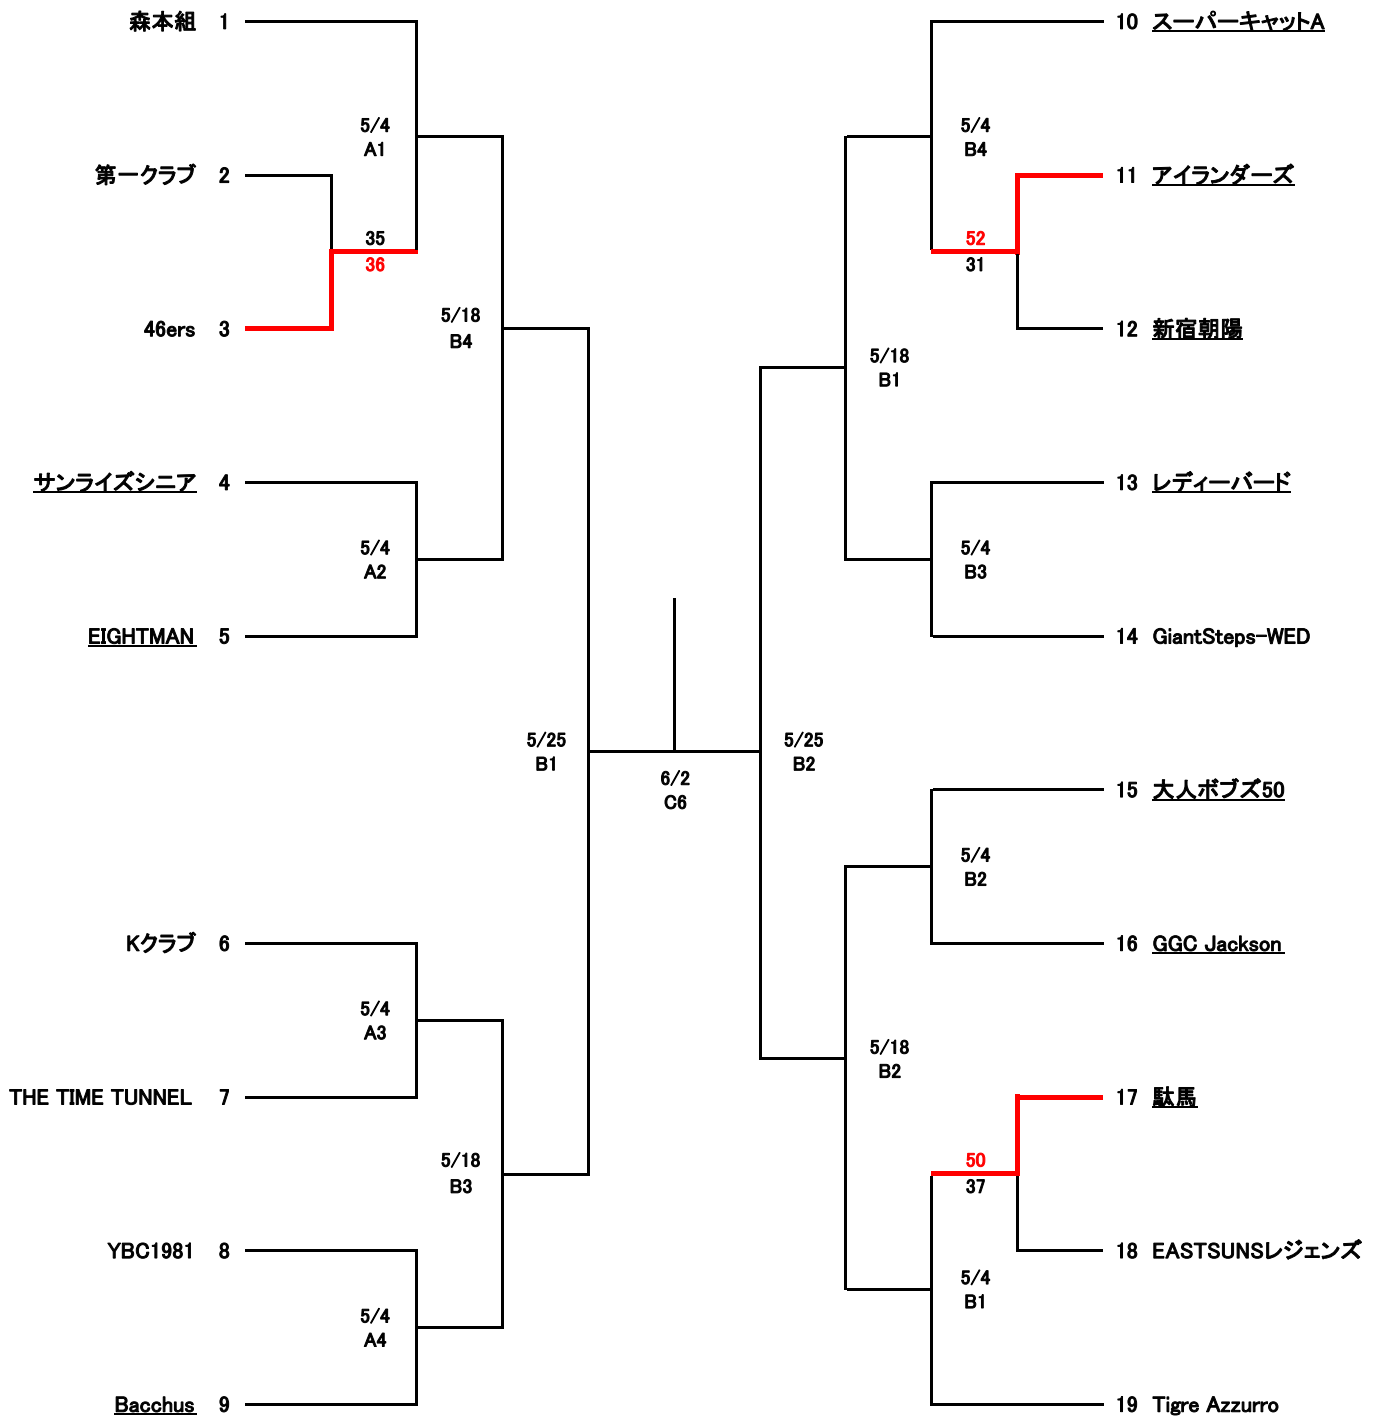 森本組 1
5/4
A1
第一クラブ 2
35
36
46ers 3
5/18
B4
サンライズシニア 4
5/4
A2
EIGHTMAN 5
5/25
B1
Kクラブ 6
5/4
A3
THE TIME TUNNEL 7
5/18
B3
YBC1981 8
5/4
A4
Bacchus 9
6/2
C6
10 スーパーキャットA
5/4
B4
11 アイランダーズ
52
31
12 新宿朝陽
5/18
B1
13 レディーバード
5/4
B3
14 GiantSteps-WED
5/25
B2
15 大人ボブズ50
5/4
B2
16 GGC Jackson
5/18
B2
17 駄馬
50
37
18 EASTSUNSレジェンズ
5/4
B1
19 Tigre Azzurro